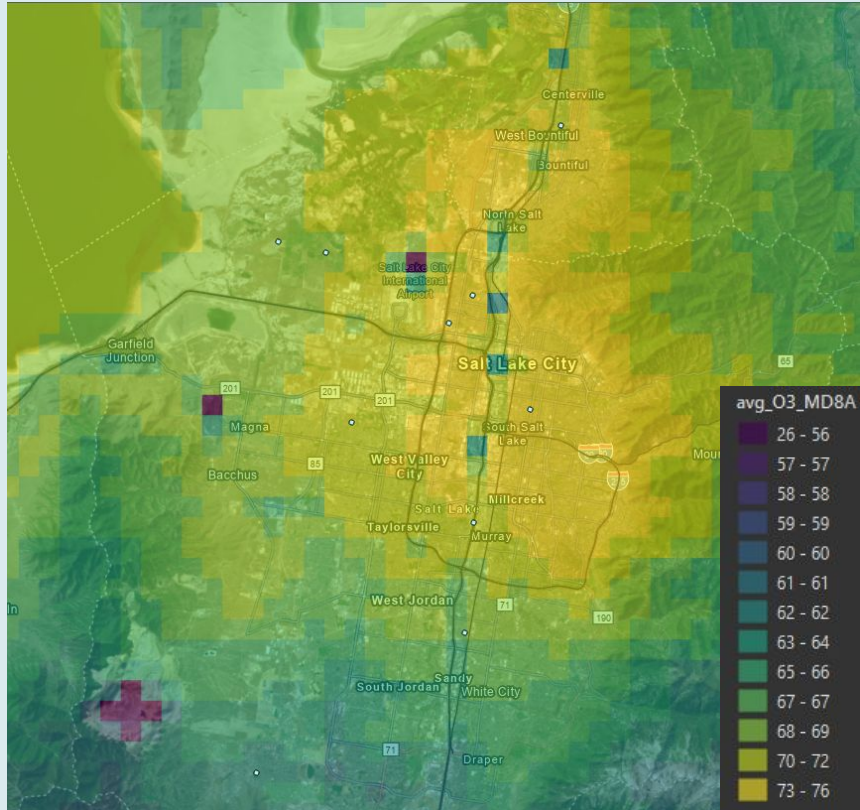 Centerville
West Bountiful
Bountiful
North Salt
Lake
Salt Lake City
International
Airport
Garfield
Junction
Salt Lake City
65
201
201
201
Magna
South Salt
Lake
85
West Valley
City
Bacchus
Millcreek
Salt Lake
Taylorsville
Murray
West Jordan
71
190
Sandy
South Jordan
White City
71
Draper
avg_O3_MD8A
26 - 56
57 - 57
58 - 58
59 - 59
60 - 60
61 - 61
62 - 62
63 - 64
65 - 66
67 - 67
68 - 69
70 - 72
73 - 76